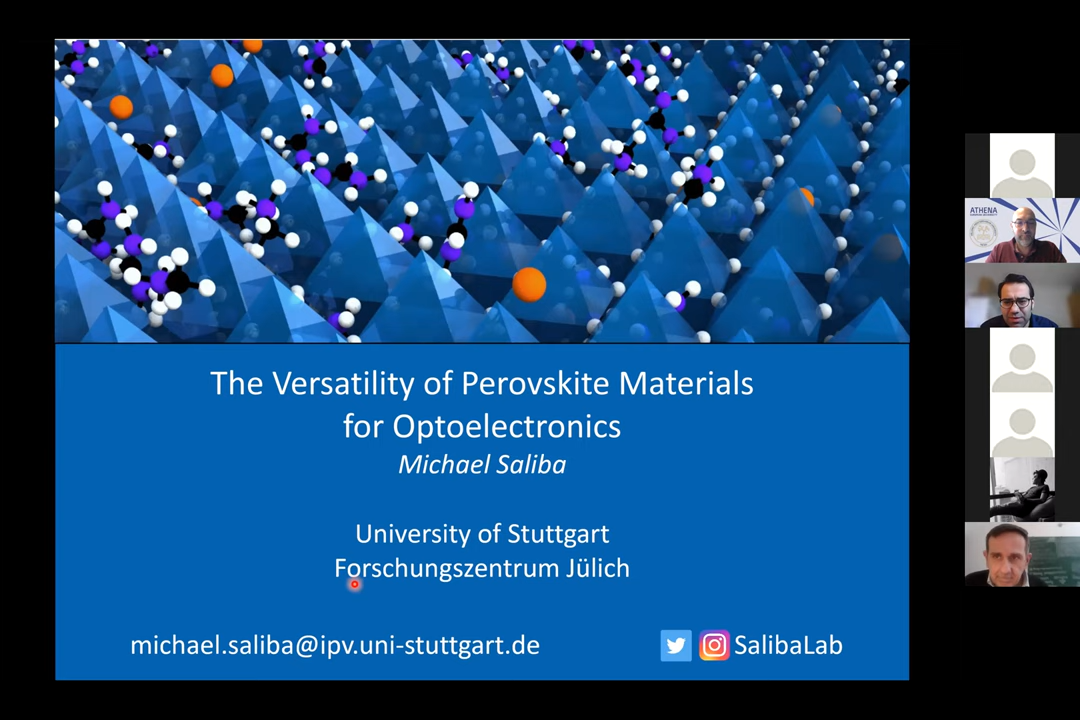 The Versatility of Perovskite Materials
for Optoelectronics
Michael Saliba
University of Stuttgart
Forschungszentrum Jülich
michael.saliba@ipv.uni-stuttgart.de
SalibaLab
ATHENA